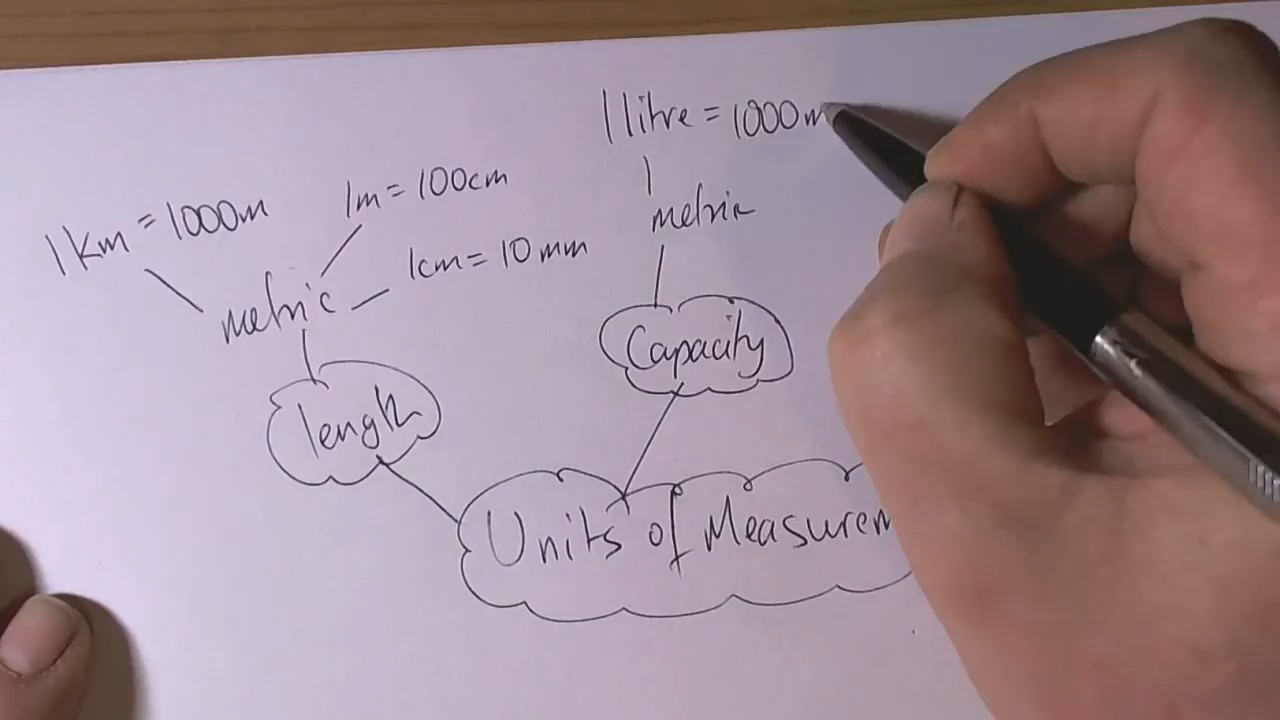 1 litre = 1000m
1m = 100cm
1km = 1000m
1cm = 10mm
metric
metric
Capacity
length
Units of Measurem